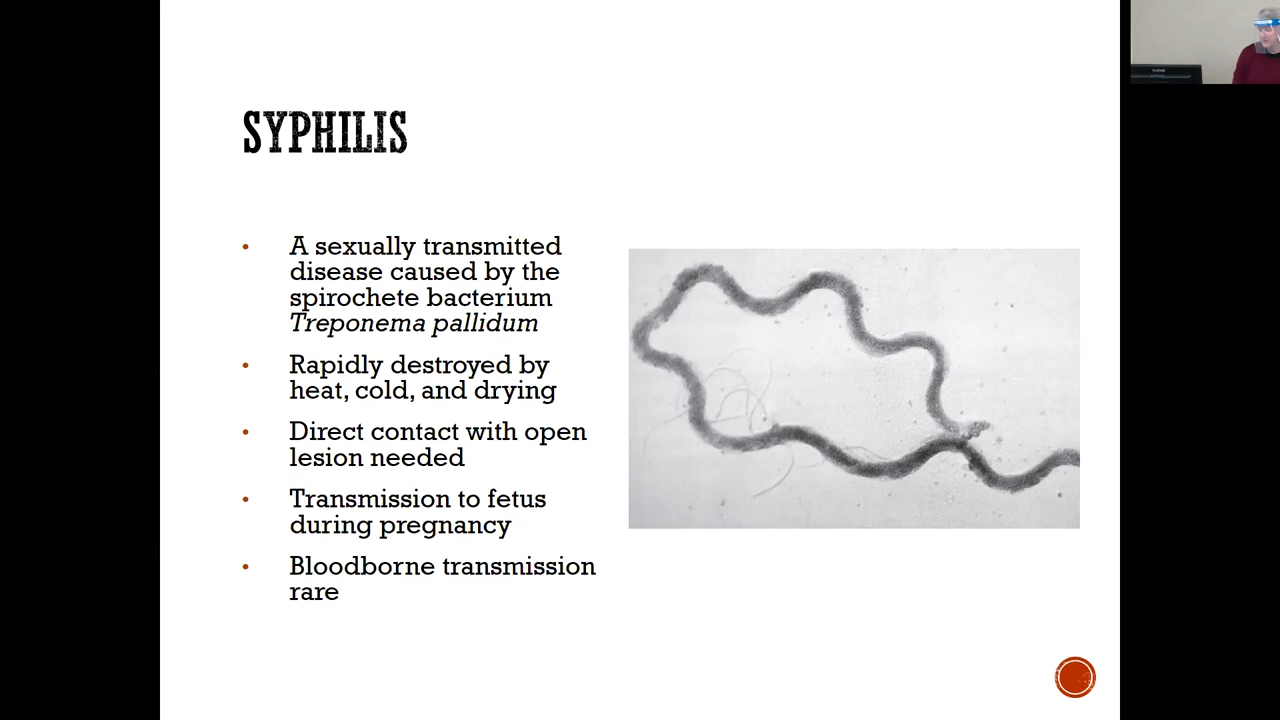 SYPHILIS
• A sexually transmitted
disease caused by the
spirochete bacterium
Treponema pallidum
• Rapidly destroyed by
heat, cold, and drying
• Direct contact with open
lesion needed
• Transmission to fetus
during pregnancy
• Bloodborne transmission
rare